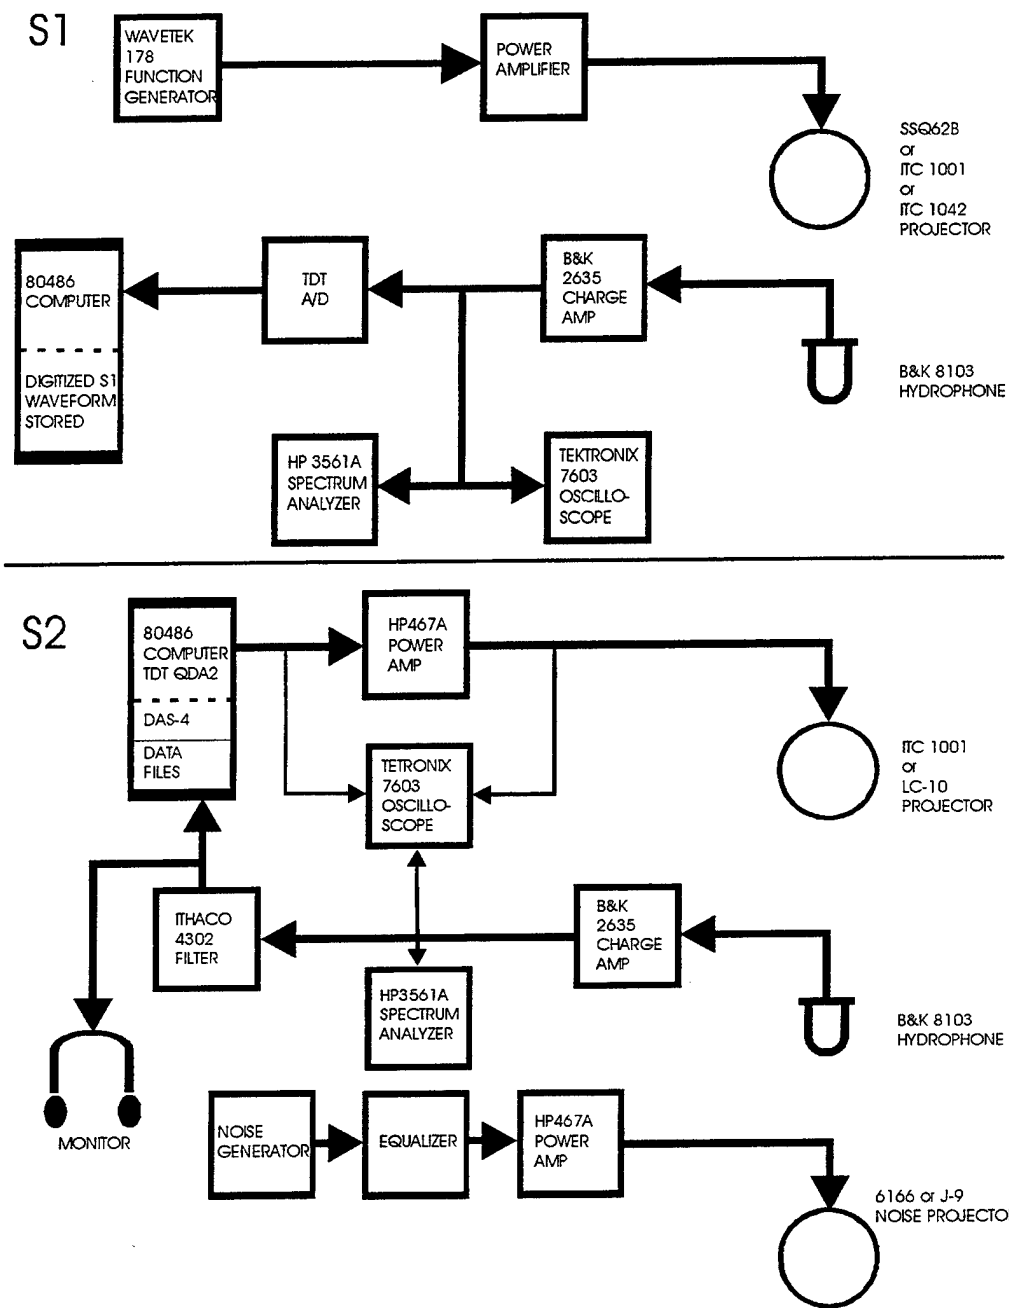 S1
WAVETEK
178
FUNCTION
GENERATOR
POWER
AMPLIFIER
SSQ62B
or
ITC 1001
or
ITC 1042
PROJECTOR
80486
COMPUTER
DIGITIZED S1
WAVEFORM
STORED
TDT
A/D
B&K
2635
CHARGE
AMP
B&K 8103
HYDROPHONE
HP 3561A
SPECTRUM
ANALYZER
TEKTRONIX
7603
OSCILLO-
SCOPE
S2
80486
COMPUTER
TDT QDA2
DAS-4
DATA
FILES
HP467A
POWER
AMP
TETRONIX
7603
OSCILLO-
SCOPE
ITC 1001
or
LC-10
PROJECTOR
ITHACO
4302
FILTER
B&K
2635
CHARGE
AMP
HP3561A
SPECTRUM
ANALYZER
B&K 8103
HYDROPHONE
MONITOR
NOISE
GENERATOR
EQUALIZER
HP467A
POWER
AMP
6166 or J-9
NOISE PROJECTO